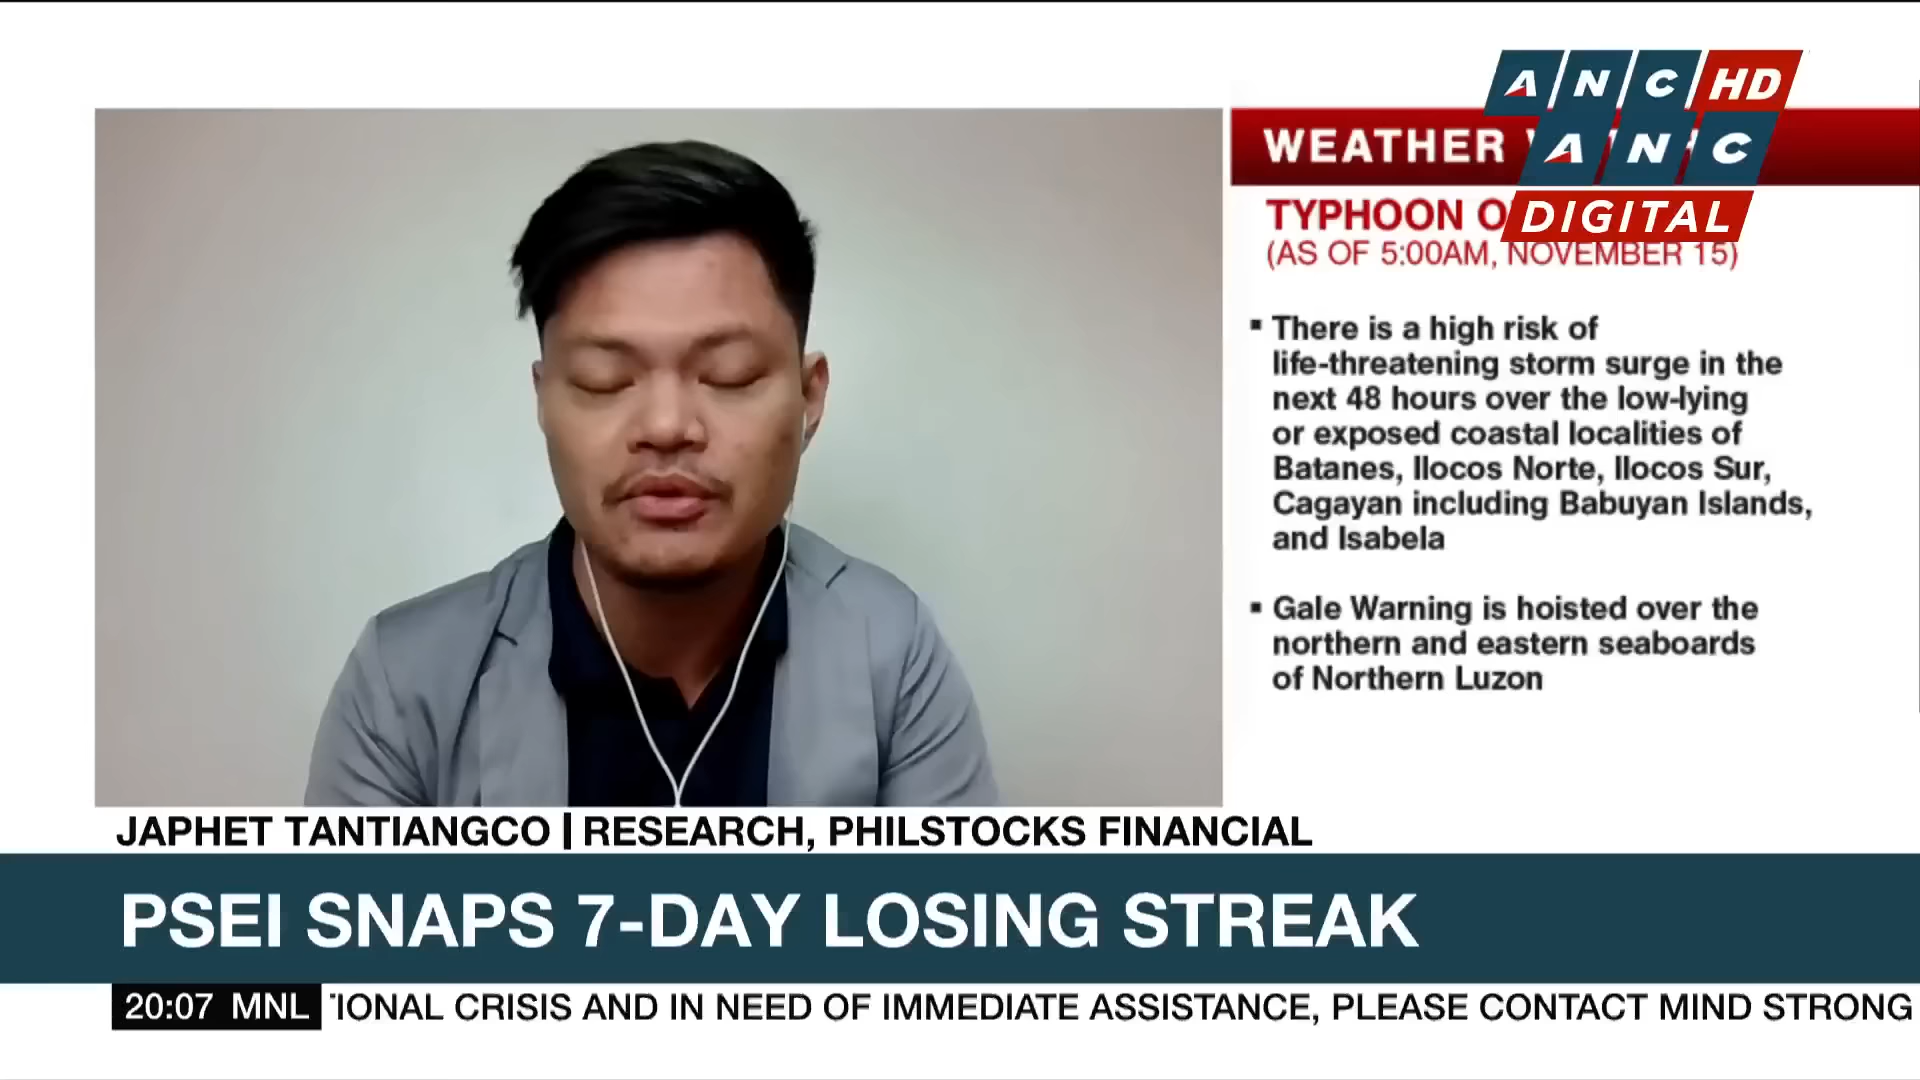 ANC HD
ANC
DIGITAL
WEATHER
TYPHOON
(AS OF 5:00AM, NOVEMBER 15)
▪ There is a high risk of
life-threatening storm surge in the
next 48 hours over the low-lying
or exposed coastal localities of
Batanes, Ilocos Norte, Ilocos Sur,
Cagayan including Babuyan Islands,
and Isabela
▪ Gale Warning is hoisted over the
northern and eastern seaboards
of Northern Luzon
JAPHET TANTIANGCO | RESEARCH, PHILSTOCKS FINANCIAL
PSEI SNAPS 7-DAY LOSING STREAK
20:07 MNL
CRISIS AND IN NEED OF IMMEDIATE ASSISTANCE, PLEASE CONTACT MIND STRONG